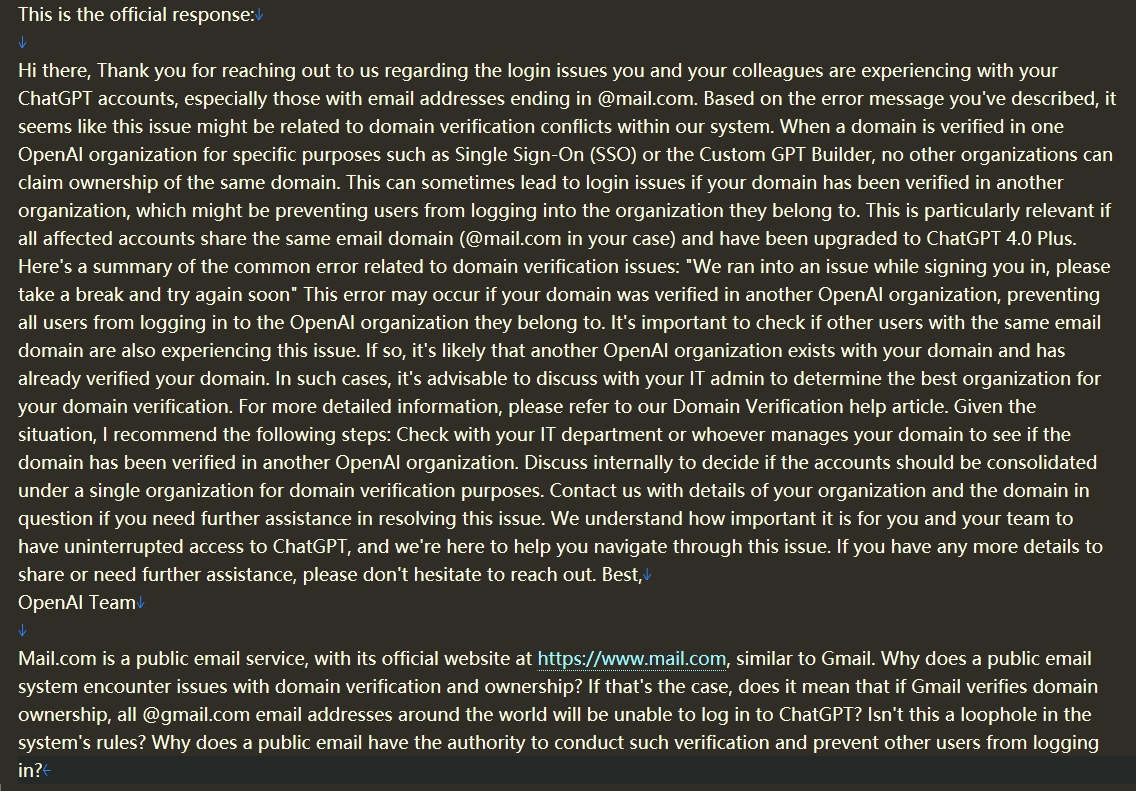 This is the official response:↓
↓
Hi there, Thank you for reaching out to us regarding the login issues you and your colleagues are experiencing with your
ChatGPT accounts, especially those with email addresses ending in @mail.com. Based on the error message you've described, it
seems like this issue might be related to domain verification conflicts within our system. When a domain is verified in one
OpenAI organization for specific purposes such as Single Sign-On (SSO) or the Custom GPT Builder, no other organizations can
claim ownership of the same domain. This can sometimes lead to login issues if your domain has been verified in another
organization, which might be preventing users from logging into the organization they belong to. This is particularly relevant if
all affected accounts share the same email domain (@mail.com in your case) and have been upgraded to ChatGPT 4.0 Plus.
Here's a summary of the common error related to domain verification issues: "We ran into an issue while signing you in, please
take a break and try again soon" This error may occur if your domain was verified in another OpenAI organization, preventing
all users from logging in to the OpenAI organization they belong to. It's important to check if other users with the same email
domain are also experiencing this issue. If so, it's likely that another OpenAI organization exists with your domain and has
already verified your domain. In such cases, it's advisable to discuss with your IT admin to determine the best organization for
your domain verification. For more detailed information, please refer to our Domain Verification help article. Given the
situation, I recommend the following steps: Check with your IT department or whoever manages your domain to see if the
domain has been verified in another OpenAI organization. Discuss internally to decide if the accounts should be consolidated
under a single organization for domain verification purposes. Contact us with details of your organization and the domain in
question if you need further assistance in resolving this issue. We understand how important it is for you and your team to
have uninterrupted access to ChatGPT, and we're here to help you navigate through this issue. If you have any more details to
share or need further assistance, please don't hesitate to reach out. Best,↓
OpenAI Team↓
↓
Mail.com is a public email service, with its official website at https://www.mail.com, similar to Gmail. Why does a public email
system encounter issues with domain verification and ownership? If that's the case, does it mean that if Gmail verifies domain
ownership, all @gmail.com email addresses around the world will be unable to log in to ChatGPT? Isn't this a loophole in the
system's rules? Why does a public email have the authority to conduct such verification and prevent other users from logging
in?←